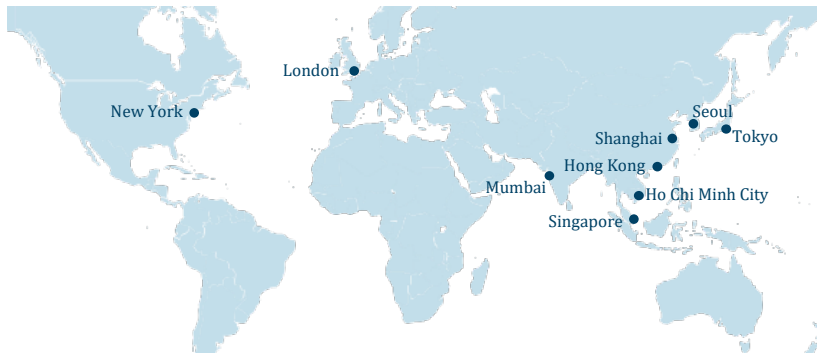 London
New York
Seoul
Tokyo
Shanghai
Hong Kong
Mumbai
Ho Chi Minh City
Singapore